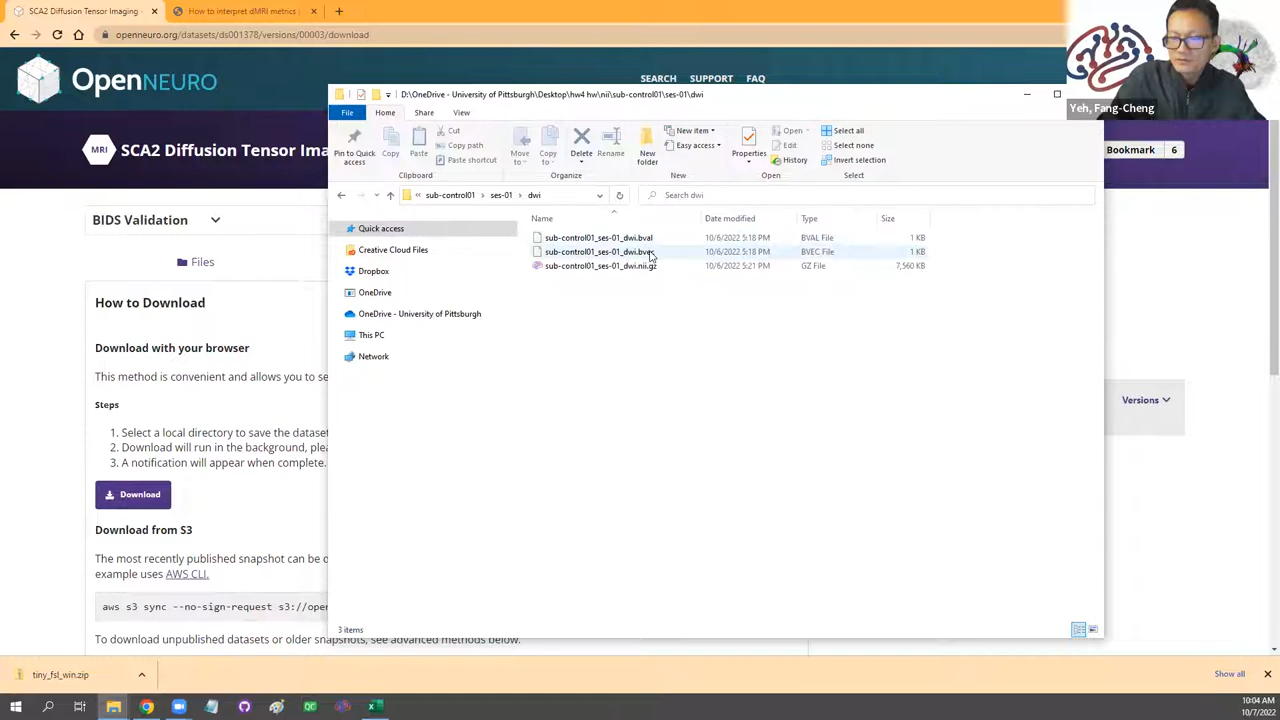 SCA2 Diffusion Tensor Imaging -
How to interpret dMRI metrics
openneuro.org/datasets/ds001378/versions/00003/download
OPENNEURO
SEARCH SUPPORT FAQ
Yeh, Fang-Cheng
D:\OneDrive - University of Pittsburgh\Desktop\hw4 hw\nii\sub-control01\ses-01\dwi
File Home Share View
Pin to Quick access
Copy
Paste
Cut
Copy path
Paste shortcut
Clipboard
Move to
Copy to
Delete
Rename
Organize
New folder
New item
Easy access
New
Properties
Open
Edit
History
Open
Select all
Select none
Invert selection
Select
MRI
SCA2 Diffusion Tensor Ima
Bookmark 6
« sub-control01 > ses-01 > dwi
Search dwi
BIDS Validation
Files
Name Date modified Type Size
sub-control01_ses-01_dwi.bval 10/6/2022 5:18 PM BVAL File 1 KB
sub-control01_ses-01_dwi.bvec 10/6/2022 5:18 PM BVEC File 1 KB
sub-control01_ses-01_dwi.nii.gz 10/6/2022 5:21 PM GZ File 7,560 KB
Quick access
Creative Cloud Files
Dropbox
OneDrive
OneDrive - University of Pittsburgh
This PC
Network
3 items
How to Download
Download with your browser
This method is convenient and allows you to se
Steps
1. Select a local directory to save the dataset
2. Download will run in the background, plea
3. A notification will appear when complete.
Download
Download from S3
The most recently published snapshot can be d
example uses AWS CLI.
aws s3 sync --no-sign-request s3://open
To download unpublished datasets or older snapshots, see advanced methods below.
Versions
tiny_fsl_win.zip
Show all
QC
10:04 AM
10/7/2022